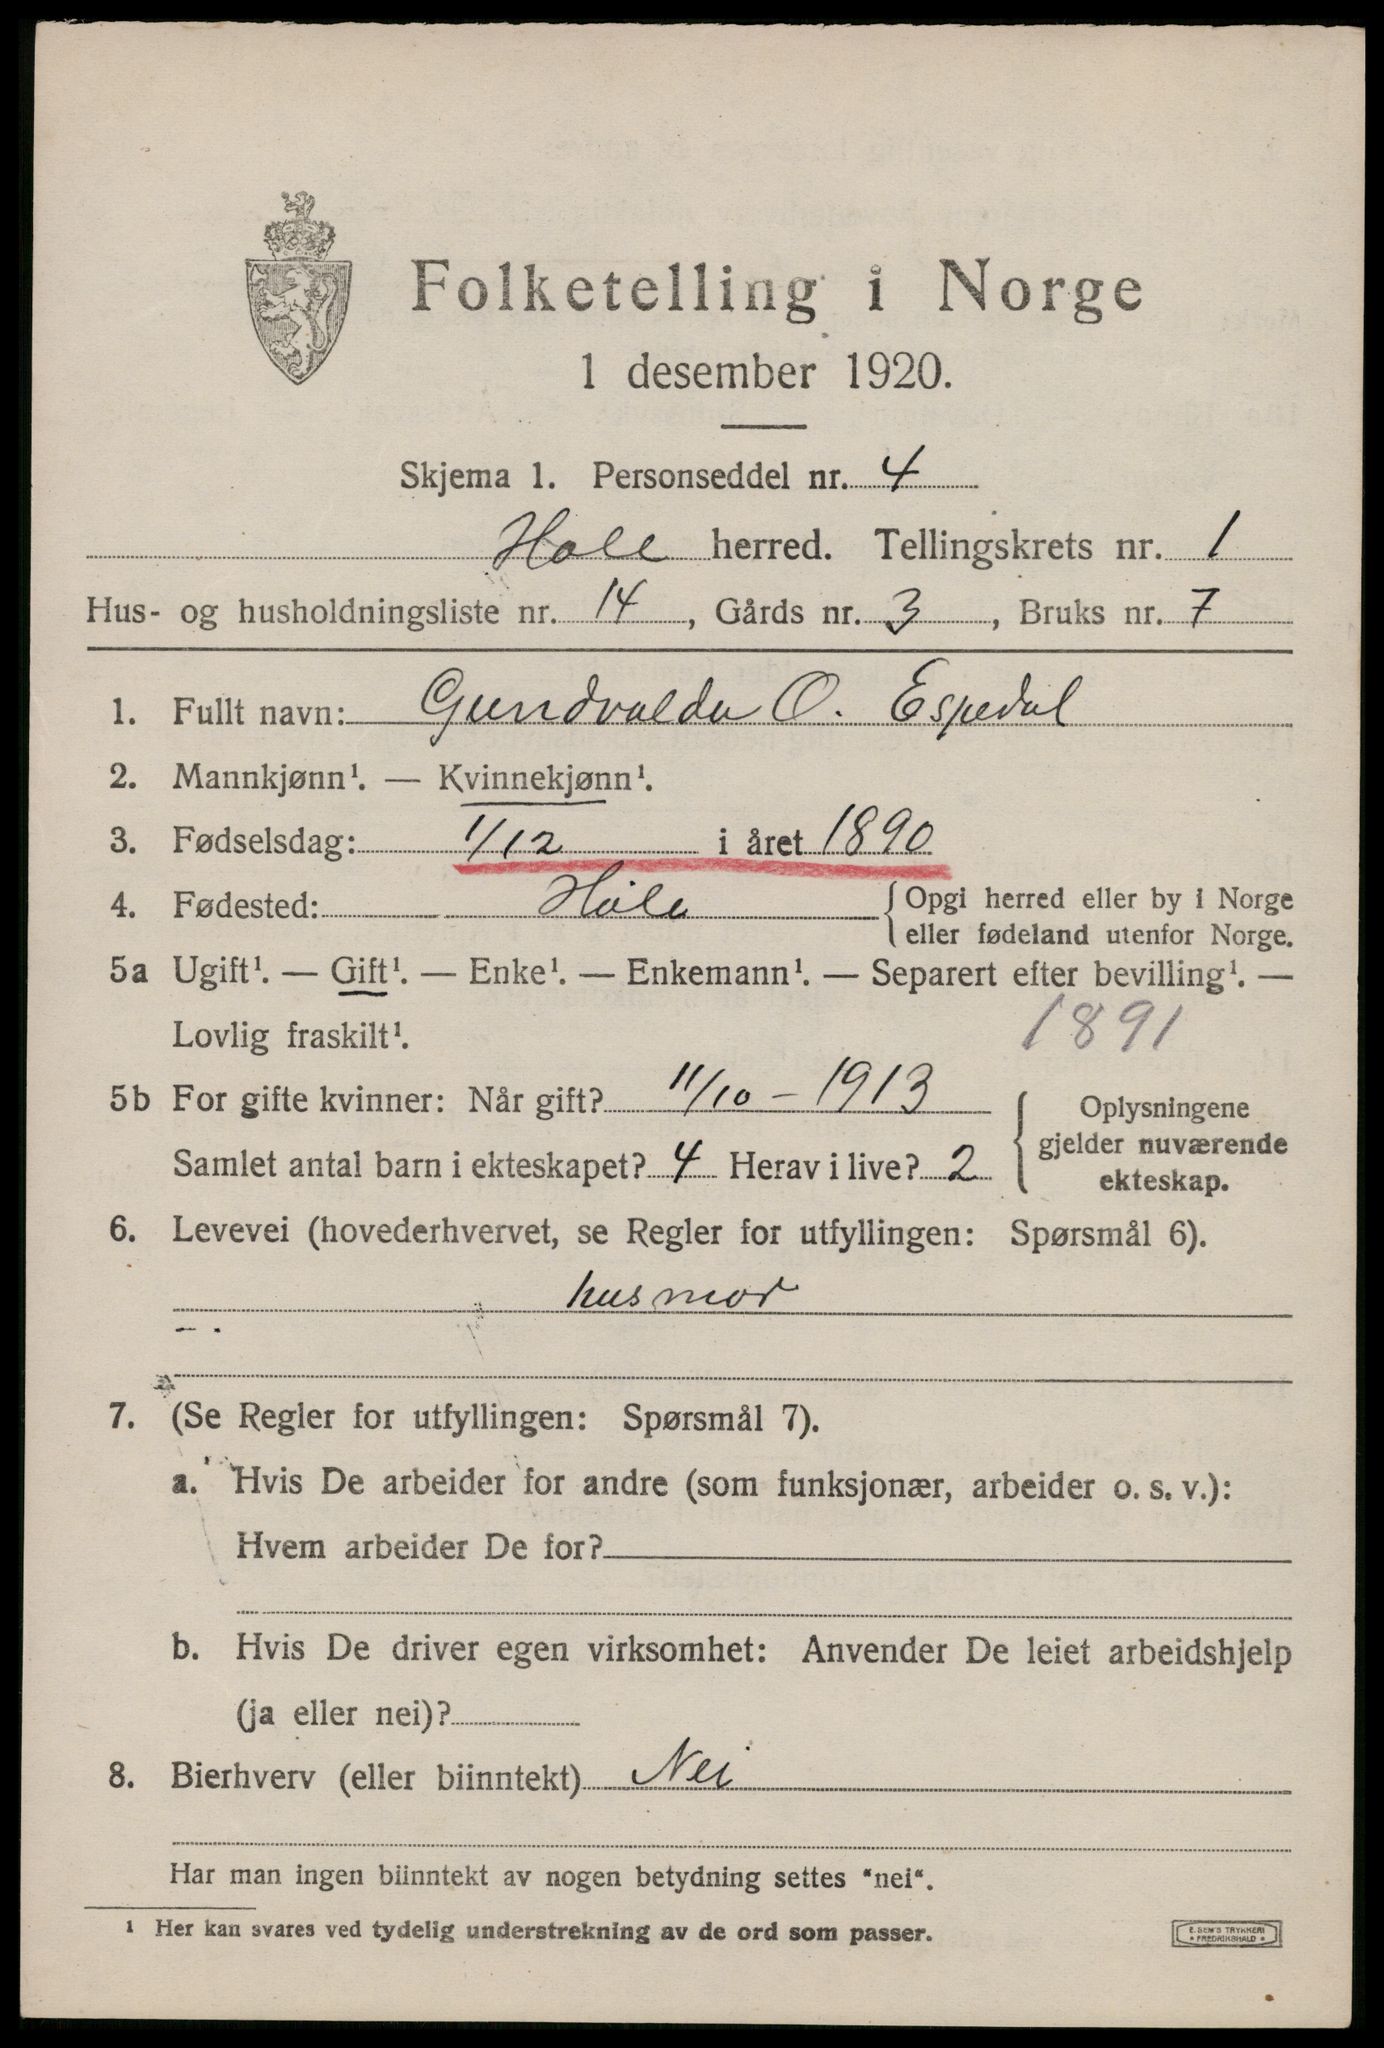 Folketelling i Norge
1 desember 1920.
Skjema 1. Personseddel nr. 4
Hole herred. Tellingskrets nr. 1
Hus- og husholdningsliste nr. 14, Gårds nr. 3, Bruks nr. 7
1. Fullt navn: Gundvalda O. Espedal
2. Mannkjønn¹. — Kvinnekjønn¹.
3. Fødselsdag: 1/12 i året 1890
4. Fødested: Høle {Opgi herred eller by i Norge
eller fødeland utenfor Norge.
5a Ugift¹. — Gift¹. — Enke¹. — Enkemann¹. — Separert efter bevilling¹. —
Lovlig fraskilt¹. 1891
5b For gifte kvinner: Når gift? 11/10 - 1913
Samlet antal barn i ekteskapet? 4 Herav i live? 2
Oplysningene
gjelder nuværende
ekteskap.
6. Levevei (hovederhvervet, se Regler for utfyllingen: Spørsmål 6).
husmor
7. (Se Regler for utfyllingen: Spørsmål 7).
a. Hvis De arbeider for andre (som funksjonær, arbeider o. s. v.):
Hvem arbeider De for?
b. Hvis De driver egen virksomhet: Anvender De leiet arbeidshjelp
(ja eller nei)?
8. Bierhverv (eller biinntekt) Nei
Har man ingen biinntekt av nogen betydning settes "nei".
¹ Her kan svares ved tydelig understrekning av de ord som passer.
E. SEM'S TRYKKERI
* FREDRIKSHALD *